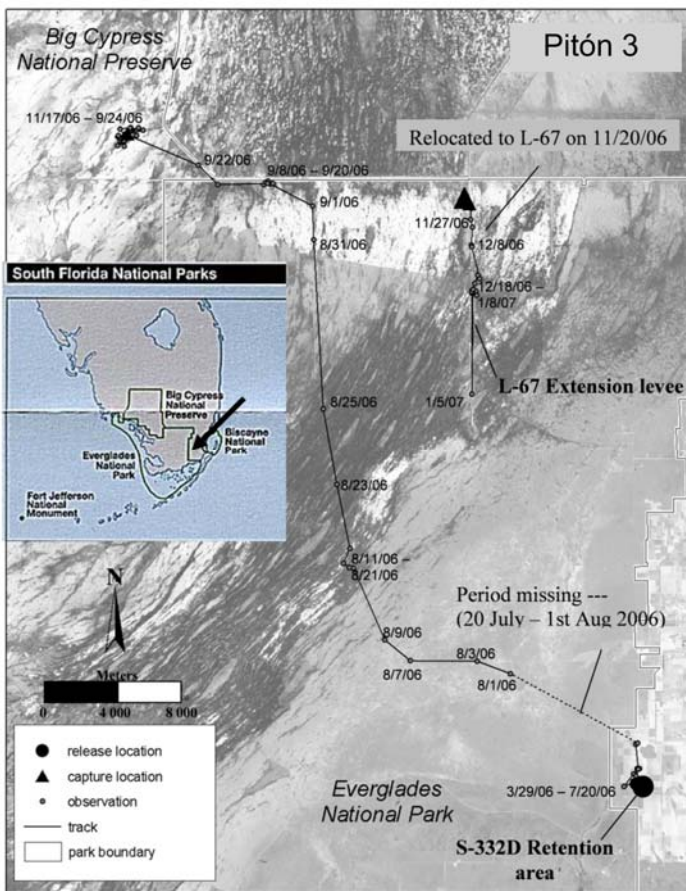 Big Cypress
National Preserve
Pitón 3
11/17/06 – 9/24/06
Relocated to L-67 on 11/20/06
9/22/06
9/8/06 – 9/20/06
9/1/06
11/27/06
8/31/06
12/8/06
South Florida National Parks
12/18/06 –
1/8/07
L-67 Extension levee
Big Cypress
National
Preserve
Biscayne
National
Park
Everglades
National
Park
Fort Jefferson
National
Monument
8/25/06
1/5/07
8/23/06
8/11/06 –
8/21/06
N
Period missing ---
(20 July – 1st Aug 2006)
8/9/06
8/7/06
8/3/06
8/1/06
Meters
0 4 000 8 000
release location
capture location
observation
track
park boundary
3/29/06 – 7/20/06
Everglades
National Park
S-332D Retention
area